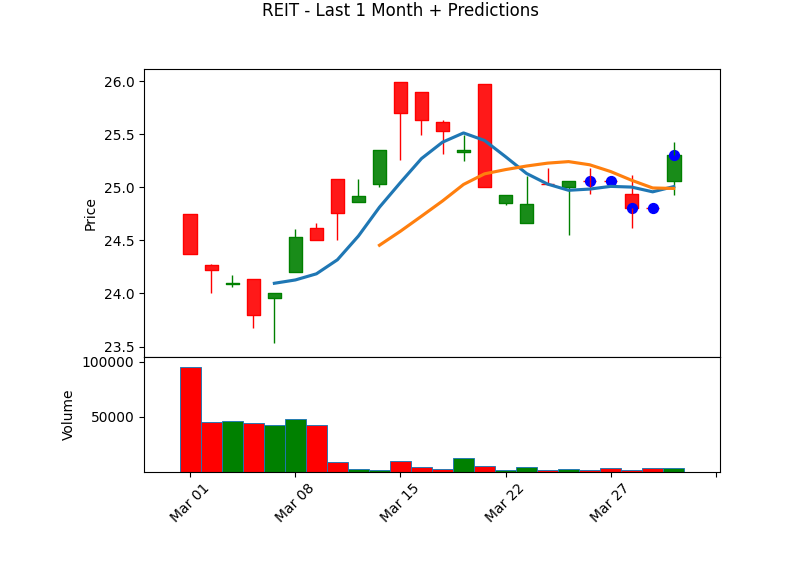 REIT - Last 1 Month + Predictions
26.0
25.5
25.0
24.5
24.0
23.5
Price
100000
50000
Volume
Mar 01
Mar 08
Mar 15
Mar 22
Mar 27